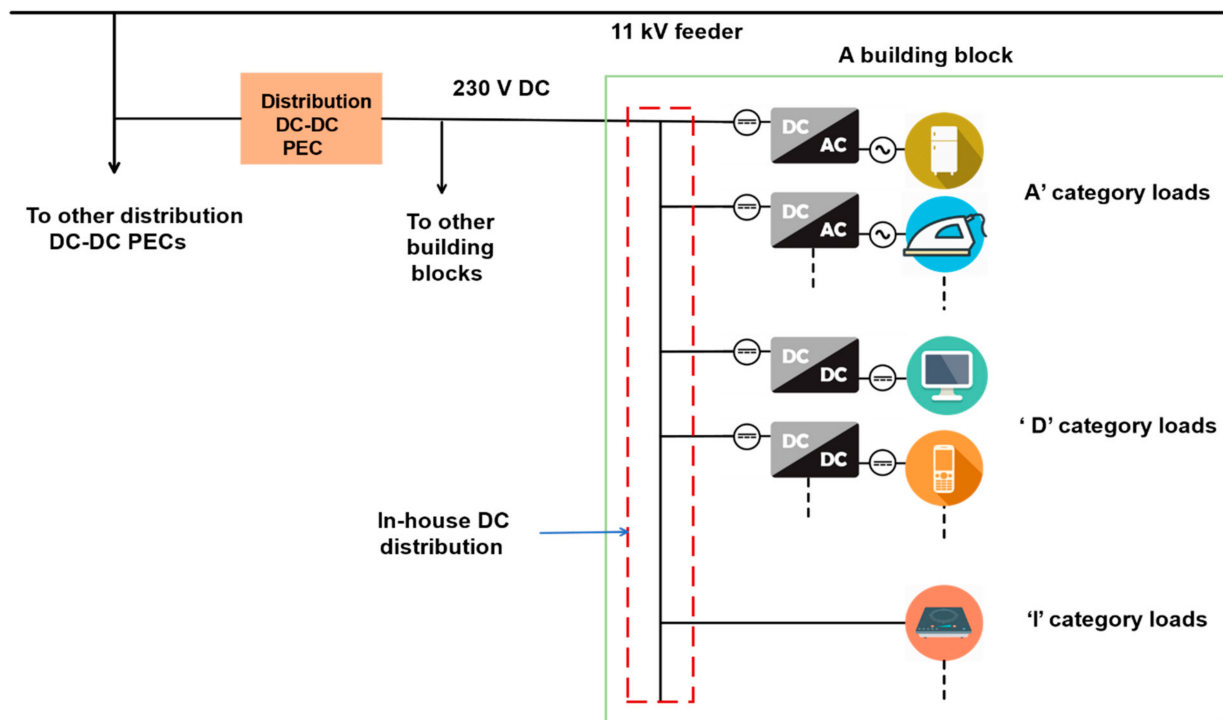 11 kV feeder
A building block
230 V DC
Distribution
DC-DC
PEC
To other distribution
DC-DC PECs
To other
building
blocks
DC
AC
A’ category loads
DC
AC
DC
DC
‘ D’ category loads
DC
DC
In-house DC
distribution
‘I’ category loads